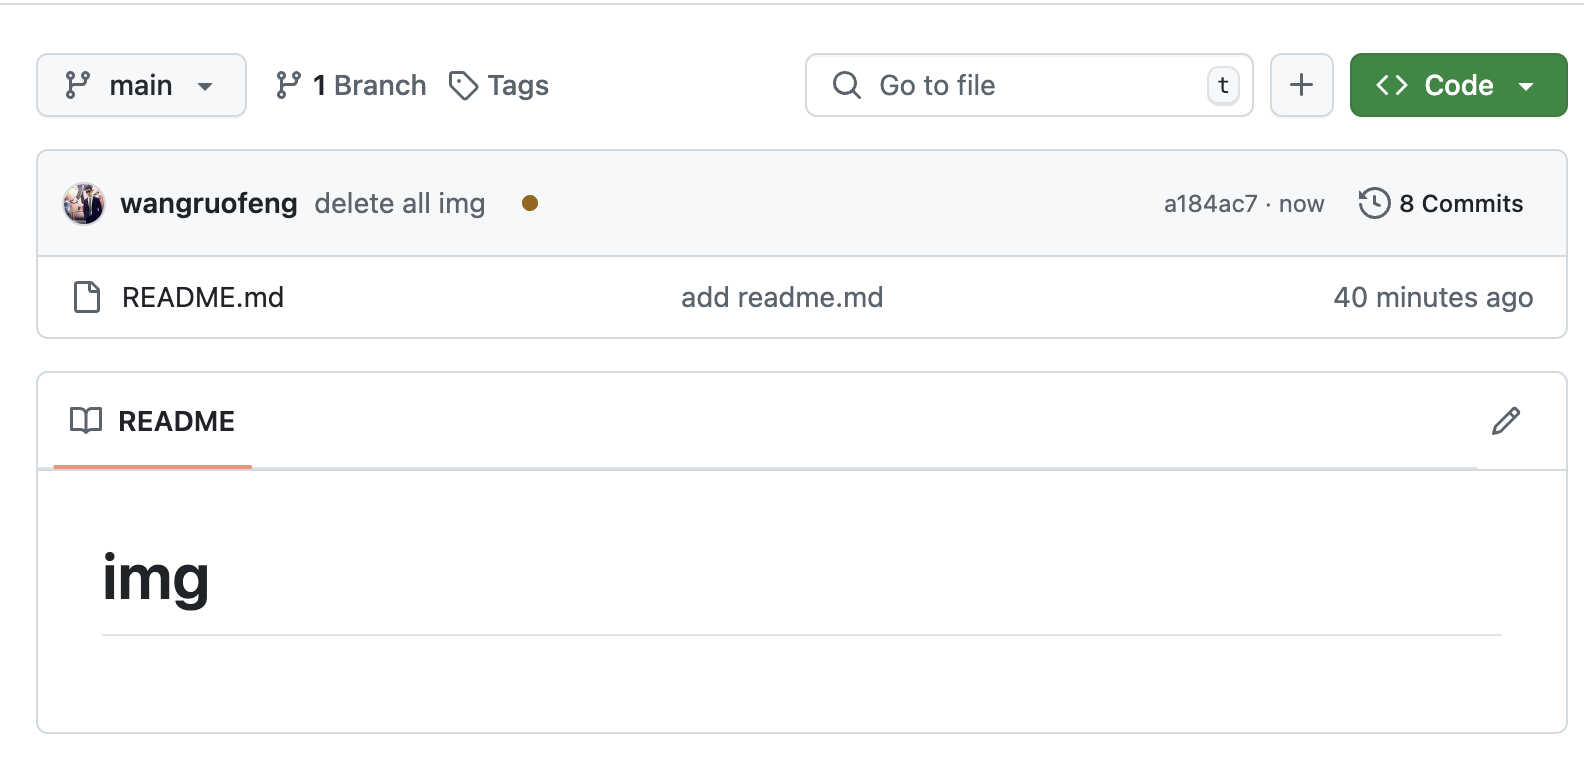 main 1 Branch Tags Go to file t Code
wangruofeng delete all img a184ac7 · now 8 Commits
README.md add readme.md 40 minutes ago
README
img